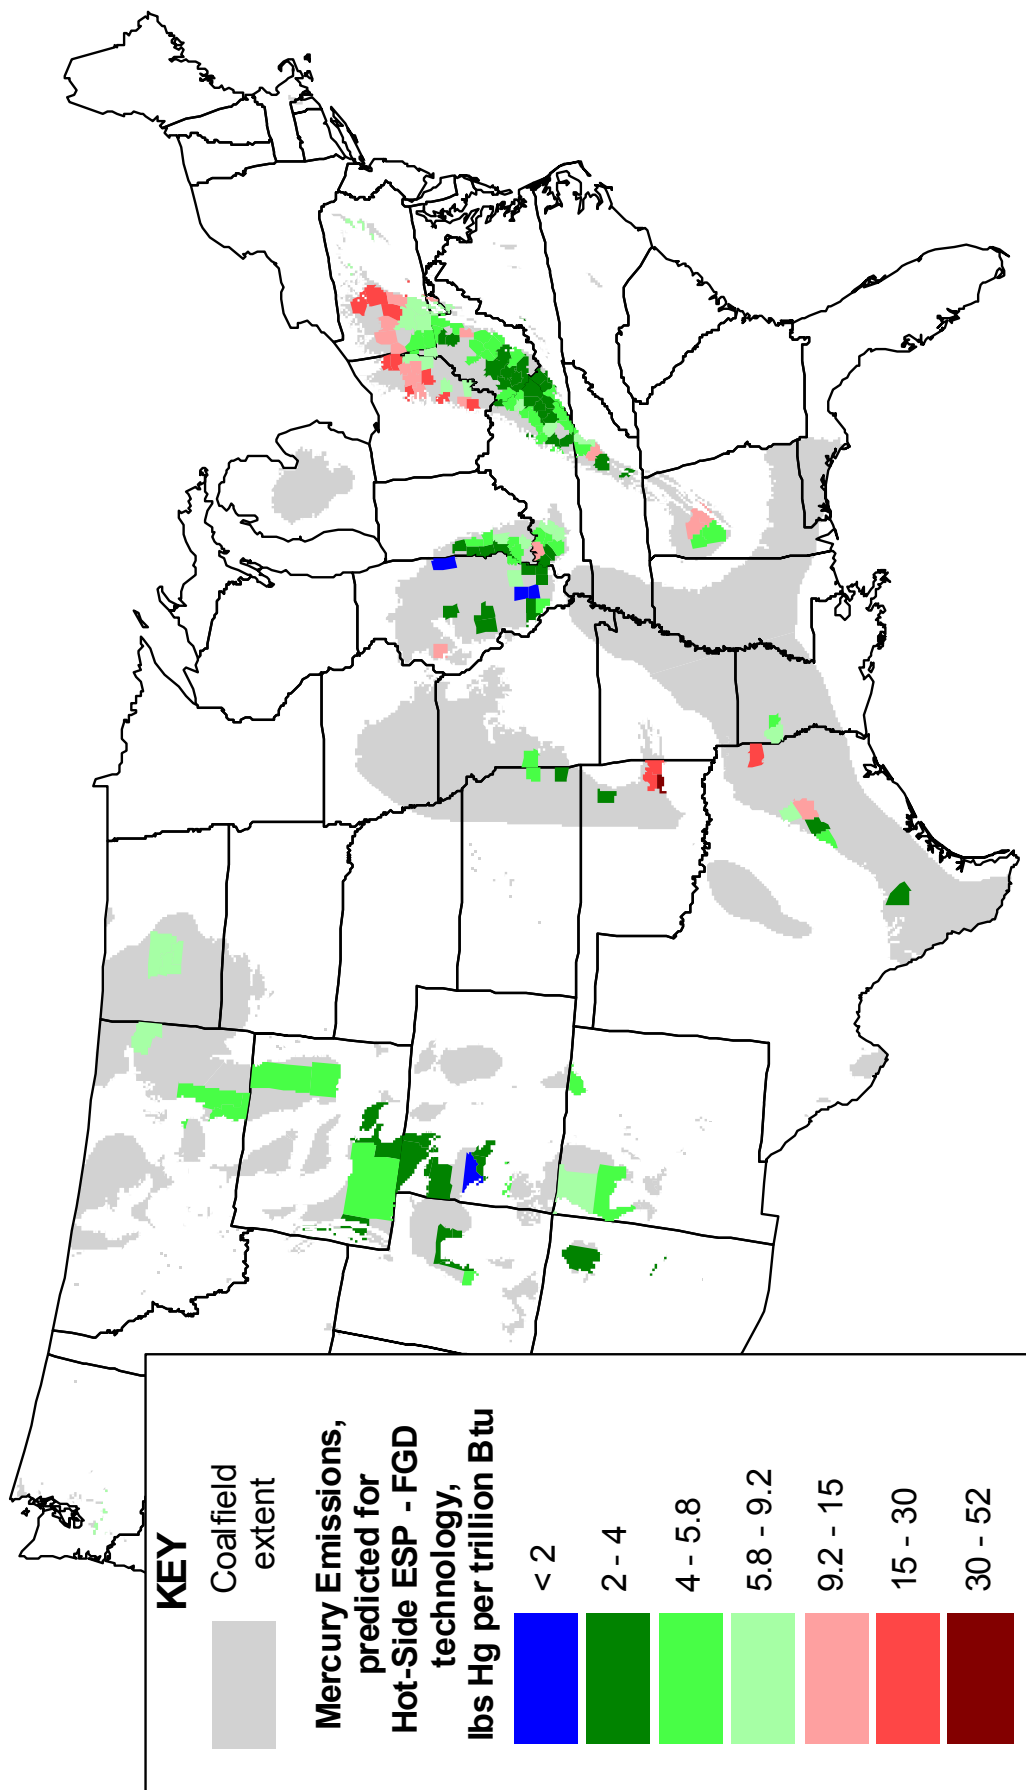 KEY
Coalfield
extent
Mercury Emissions,
predicted for
Hot-Side ESP - FGD
technology,
lbs Hg per trillion Btu
< 2
2 - 4
4 - 5.8
5.8 - 9.2
9.2 - 15
15 - 30
30 - 52